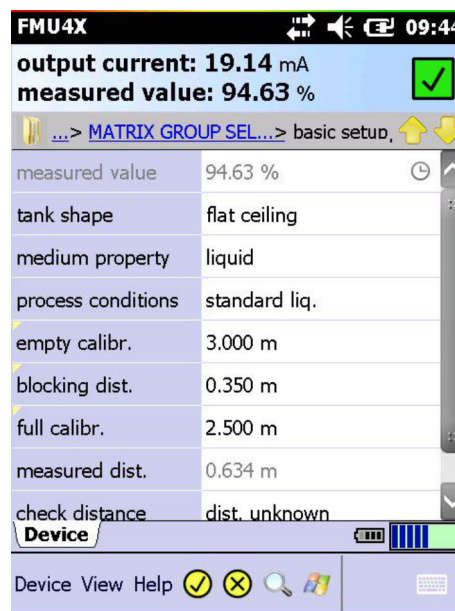 FMU4X 09:44
output current: 19.14 mA
measured value: 94.63 %
...> MATRIX GROUP SEL...> basic setup,
measured value 94.63 %
tank shape flat ceiling
medium property liquid
process conditions standard liq.
empty calibr. 3.000 m
blocking dist. 0.350 m
full calibr. 2.500 m
measured dist. 0.634 m
check distance dist. unknown
Device
Device View Help